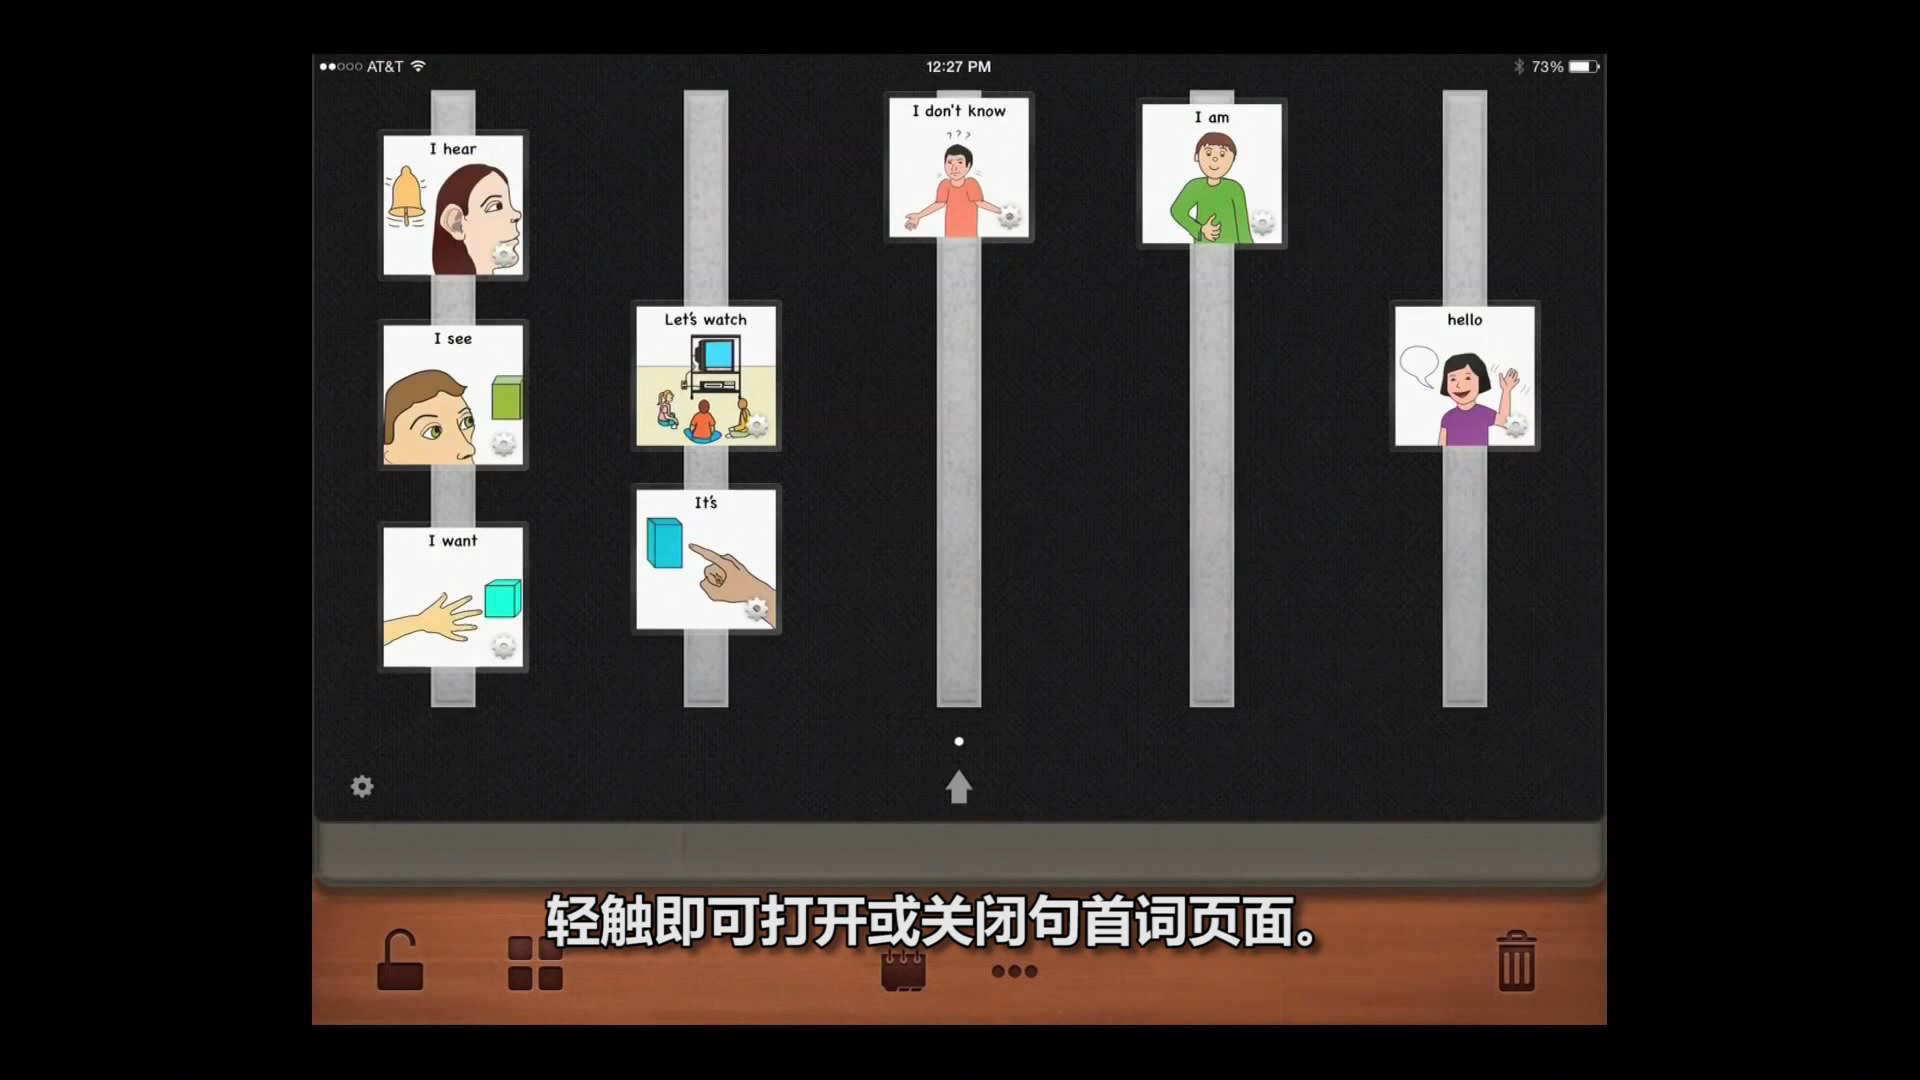 AT&T
12:27 PM
73%
I hear
I see
I want
Let's watch
It's
I don't know
? ? ?
I am
hello
轻触即可打开或关闭句首词页面。